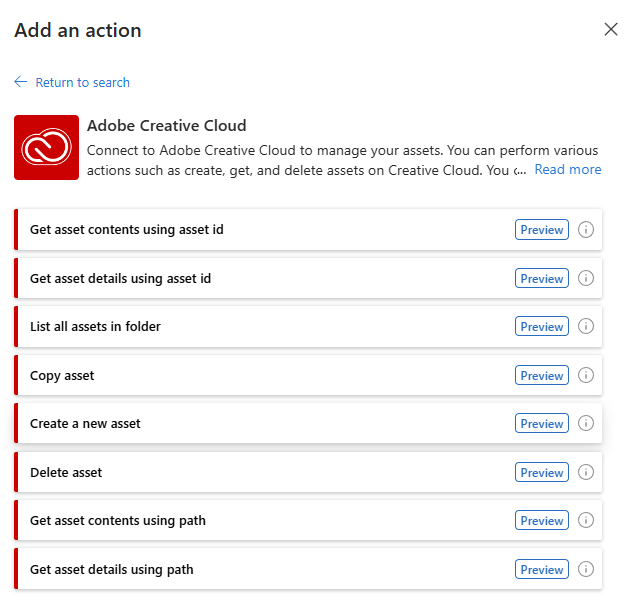 Add an action
Return to search
Adobe Creative Cloud
Connect to Adobe Creative Cloud to manage your assets. You can perform various
actions such as create, get, and delete assets on Creative Cloud. You c... Read more
Get asset contents using asset id Preview
Get asset details using asset id Preview
List all assets in folder Preview
Copy asset Preview
Create a new asset Preview
Delete asset Preview
Get asset contents using path Preview
Get asset details using path Preview